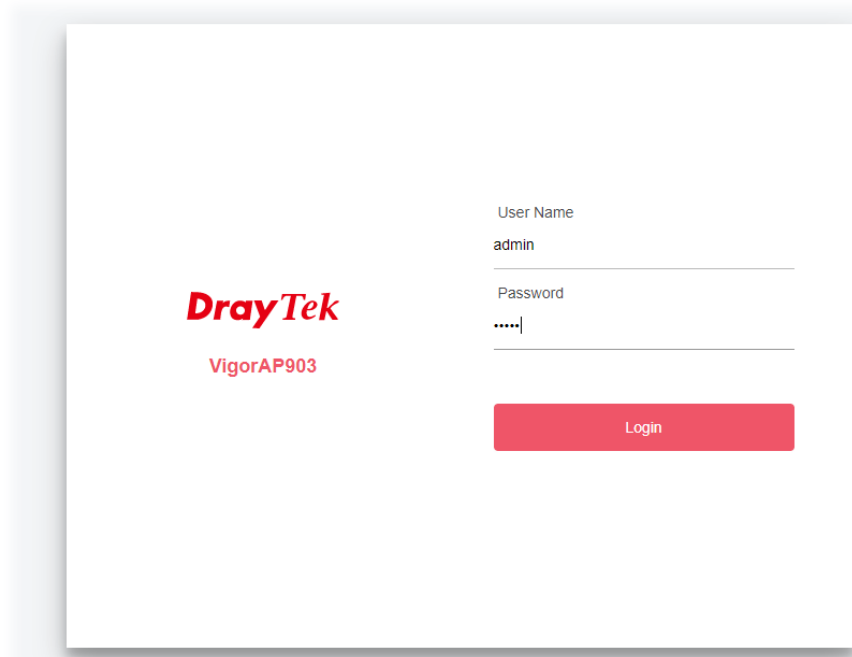 DrayTek
VigorAP903
User Name
admin
Password
•••••
Login